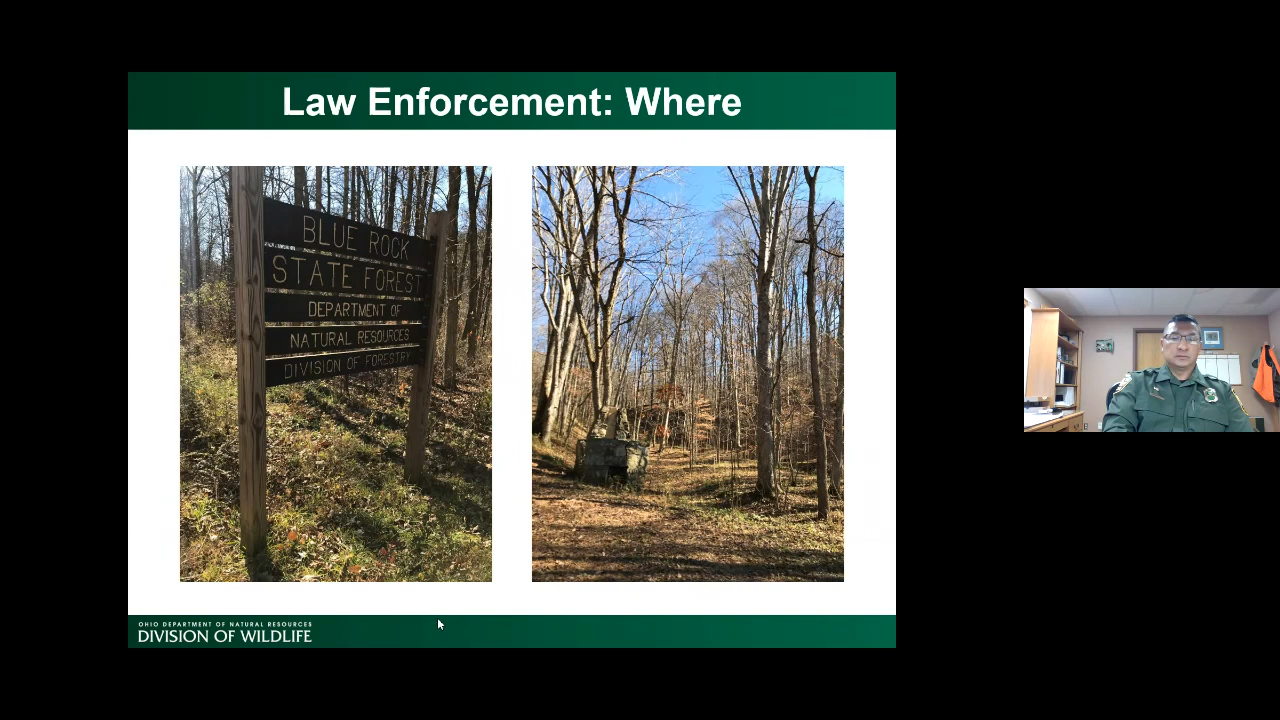 Law Enforcement: Where
BLUE ROCK
STATE FOREST
DEPARTMENT OF
NATURAL RESOURCES
DIVISION OF FORESTRY
OHIO DEPARTMENT OF NATURAL RESOURCES
DIVISION OF WILDLIFE